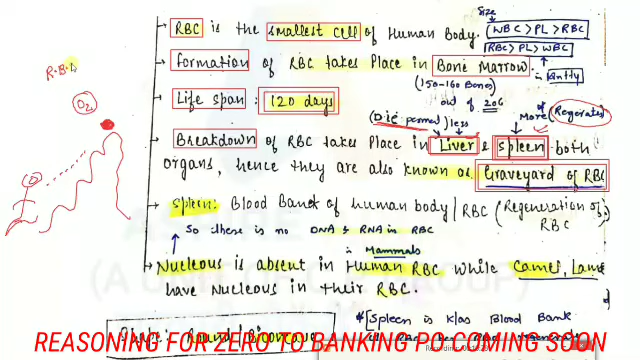 Size
RBC is the smallest cell of Human Body. WBC > PL > RBC
RBC > PL > WBC
Formation of RBC takes Place in Bone Marrow
(150-160 Bones)
out of 206
R.B.
O2
Life span: 120 days
less More (Regerates)
Breakdown of RBC takes Place in Liver & spleen both
organs, hence they are also known as Graveyard of RBC
Spleen: Blood Bank of human body / RBC (Regeneration of
RBC
So there is no DNA & RNA in RBC
in Mammals
Nucleous is absent in Human RBC while Camel, Lama
have Nucleous in their RBC.
[Spleen is K/as Blood Bank
Round / Biconcave
REASONING FOR ZERO TO BANKING PO COMING SOON